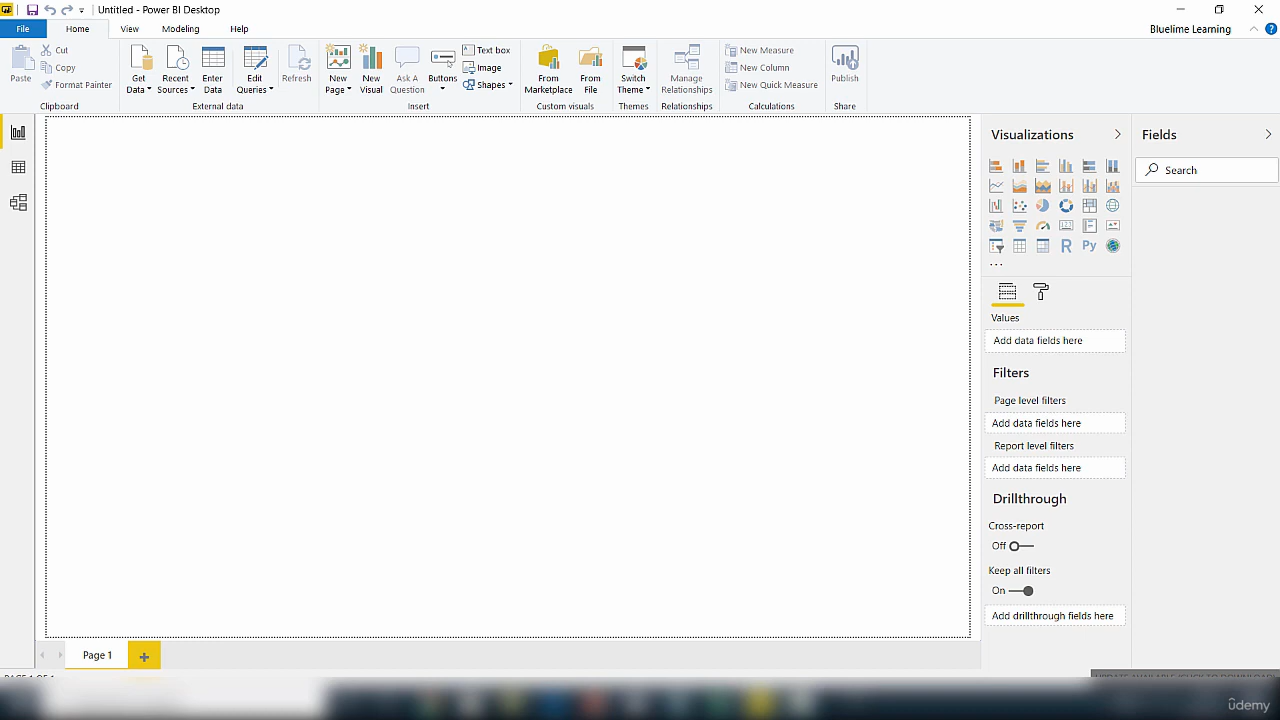 Untitled - Power BI Desktop
File Home View Modeling Help Bluelime Learning
Paste Cut Copy Format Painter
Get Data Recent Sources Enter Data Edit Queries Refresh
New Page New Visual Ask A Question Buttons Text box Image Shapes
From Marketplace From File Switch Theme Manage Relationships
New Measure New Column New Quick Measure Publish
Clipboard External data Insert Custom visuals Themes Relationships Calculations Share
Visualizations
Fields
Search
R Py
Values
Add data fields here
Filters
Page level filters
Add data fields here
Report level filters
Add data fields here
Drillthrough
Cross-report
Off
Keep all filters
On
Add drillthrough fields here
Page 1
ûdemy